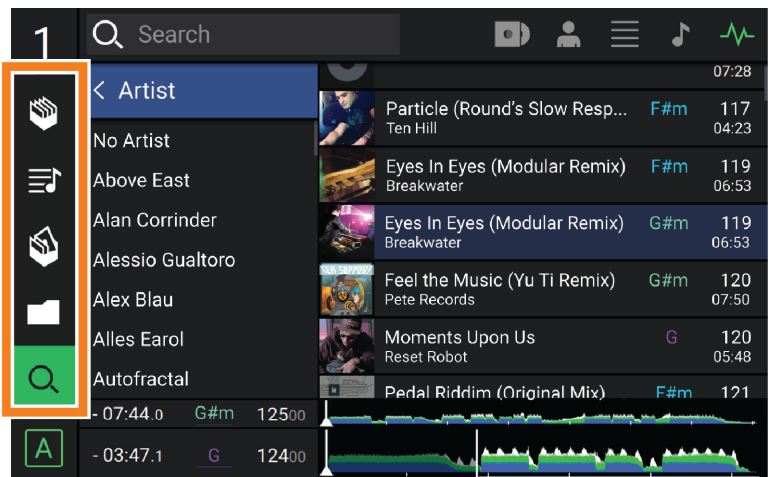 1
Search
07:28
< Artist
No Artist
Above East
Alan Corrinder
Alessio Gualtoro
Alex Blau
Alles Earol
Autofractal
Particle (Round's Slow Resp... F#m 117
Ten Hill 04:23
Eyes In Eyes (Modular Remix) F#m 119
Breakwater 06:53
Eyes In Eyes (Modular Remix) G#m 119
Breakwater 06:53
Feel the Music (Yu Ti Remix) G#m 120
Pete Records 07:50
Moments Upon Us G 120
Reset Robot 05:48
Pedal Riddim (Original Mix) F#m 121
- 07:44.0 G#m 12500
A
- 03:47.1 G 12400